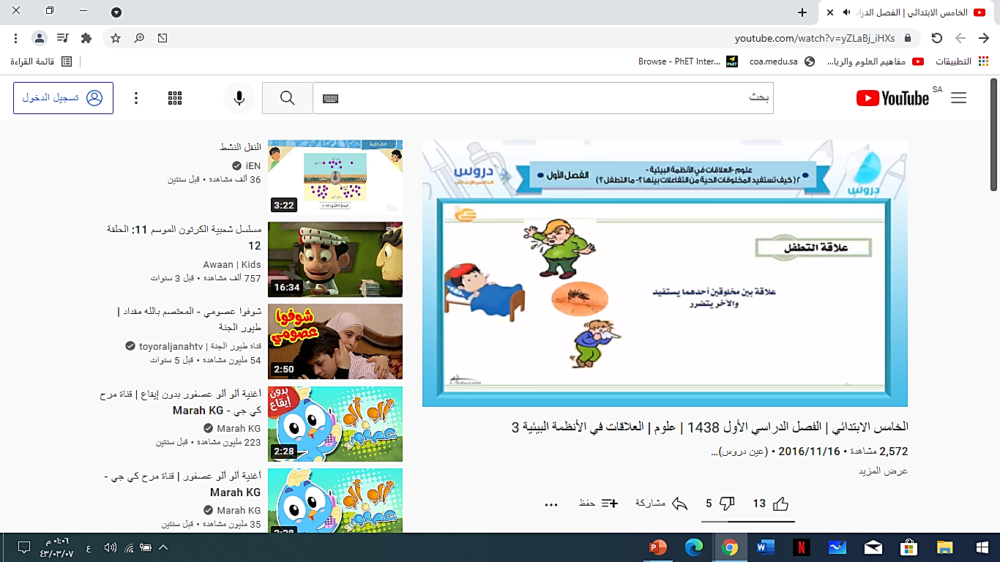 الخامس الابتدائي | الفصل الدرا
youtube.com/watch?v=yZLaBj_iHXs
التطبيقات
مفاهيم العلوم والريا...
coa.medu.sa
Browse - PhET Inter...
قائمة القراءة
YouTube SA
بحث
تسجيل الدخول
علوم -العلاقات في الأنظمة البيئية -
٢(كيف تستفيد المخلوقات الحية من التفاعلات بينها؟- ما التطفل؟)
الفصل الأول
دروس
الخامس الابتدائي
دروس
علاقة التطفل
علاقة بين مخلوقين أحدهما يستفيد
والآخر يتضرر
الخامس الابتدائي | الفصل الدراسي الأول 1438 | علوم | العلاقات في الأنظمة البيئية 3
2,572 مشاهدة • 2016/11/16 • (عين دروس)...
عرض المزيد
13
5
مشاركة
حفظ
النقل النشط
iEN
36 ألف مشاهدة • قبل سنتين
3:22
مسلسل شعبية الكرتون الموسم 11: الحلقة
12
Awaan | Kids
757 ألف مشاهدة • قبل 3 سنوات
16:34
شوفوا عصومي - المعتصم بالله مقداد |
طيور الجنة
قناة طيور الجنة | toyoraljanahtv
54 مليون مشاهدة • قبل 5 سنوات
شوفوا
عصومي
2:50
أغنية ألو ألو عصفور بدون إيقاع | قناة مرح
كي جي - Marah KG
Marah KG
223 مليون مشاهدة • قبل سنتين
بدون
إيقاع
ألو ألو
عصفور
2:28
أغنية ألو ألو عصفور | قناة مرح كي جي -
Marah KG
Marah KG
35 مليون مشاهدة • قبل سنتين
ألو ألو
عصفور
ع
٠١:٠٦ م
٤٣/٠٣/٠٧